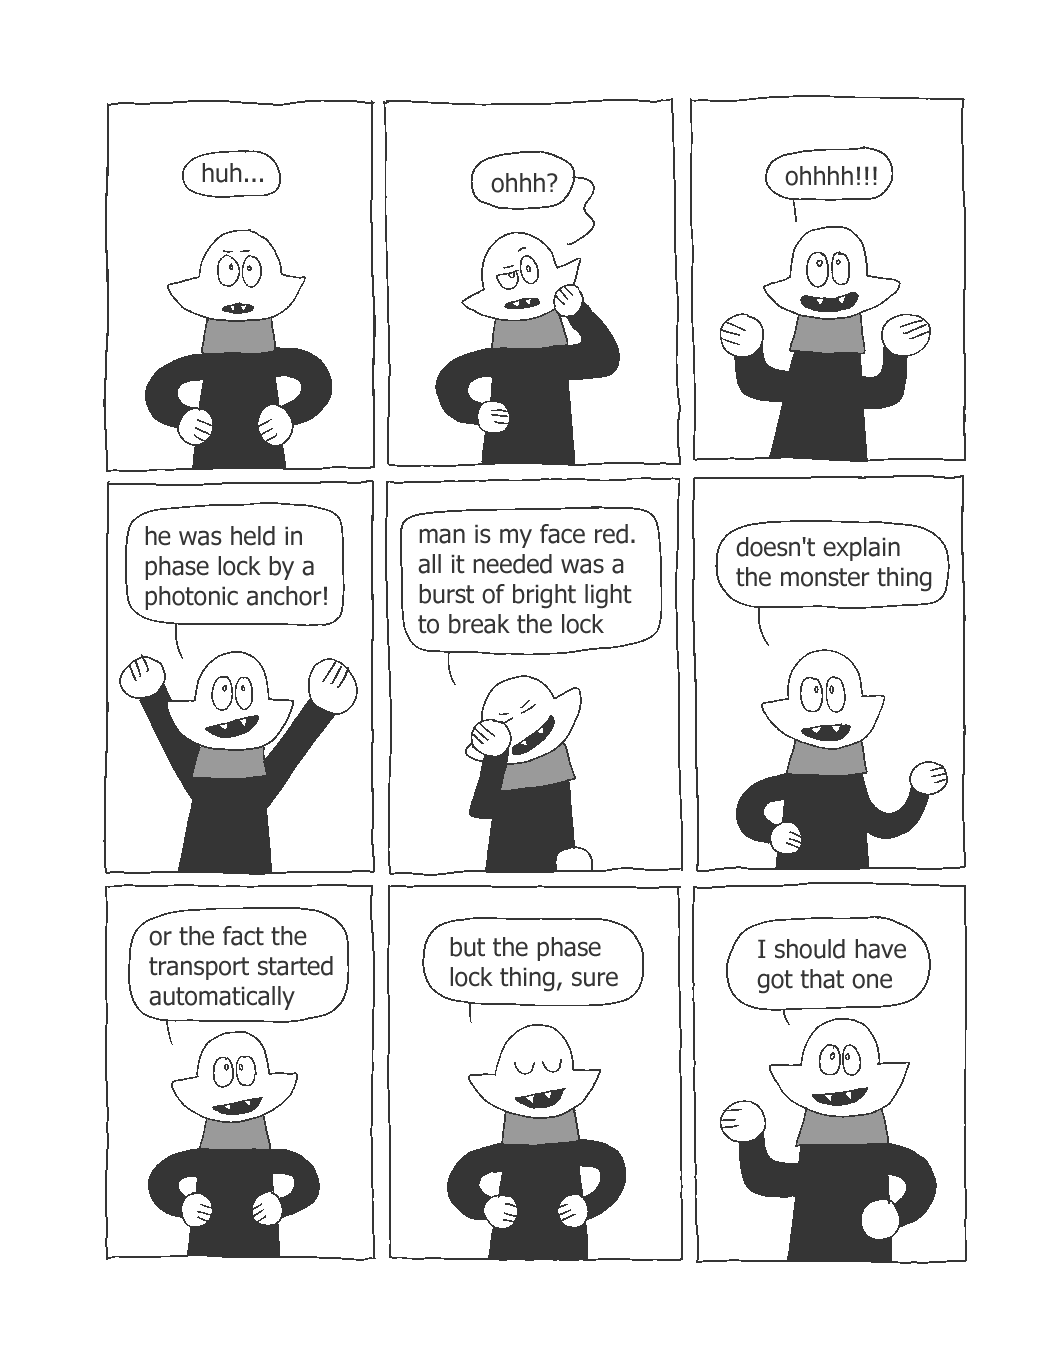 huh...
ohhh?
ohhhh!!!
he was held in
phase lock by a
photonic anchor!
man is my face red.
all it needed was a
burst of bright light
to break the lock
doesn't explain
the monster thing
or the fact the
transport started
automatically
but the phase
lock thing, sure
I should have
got that one